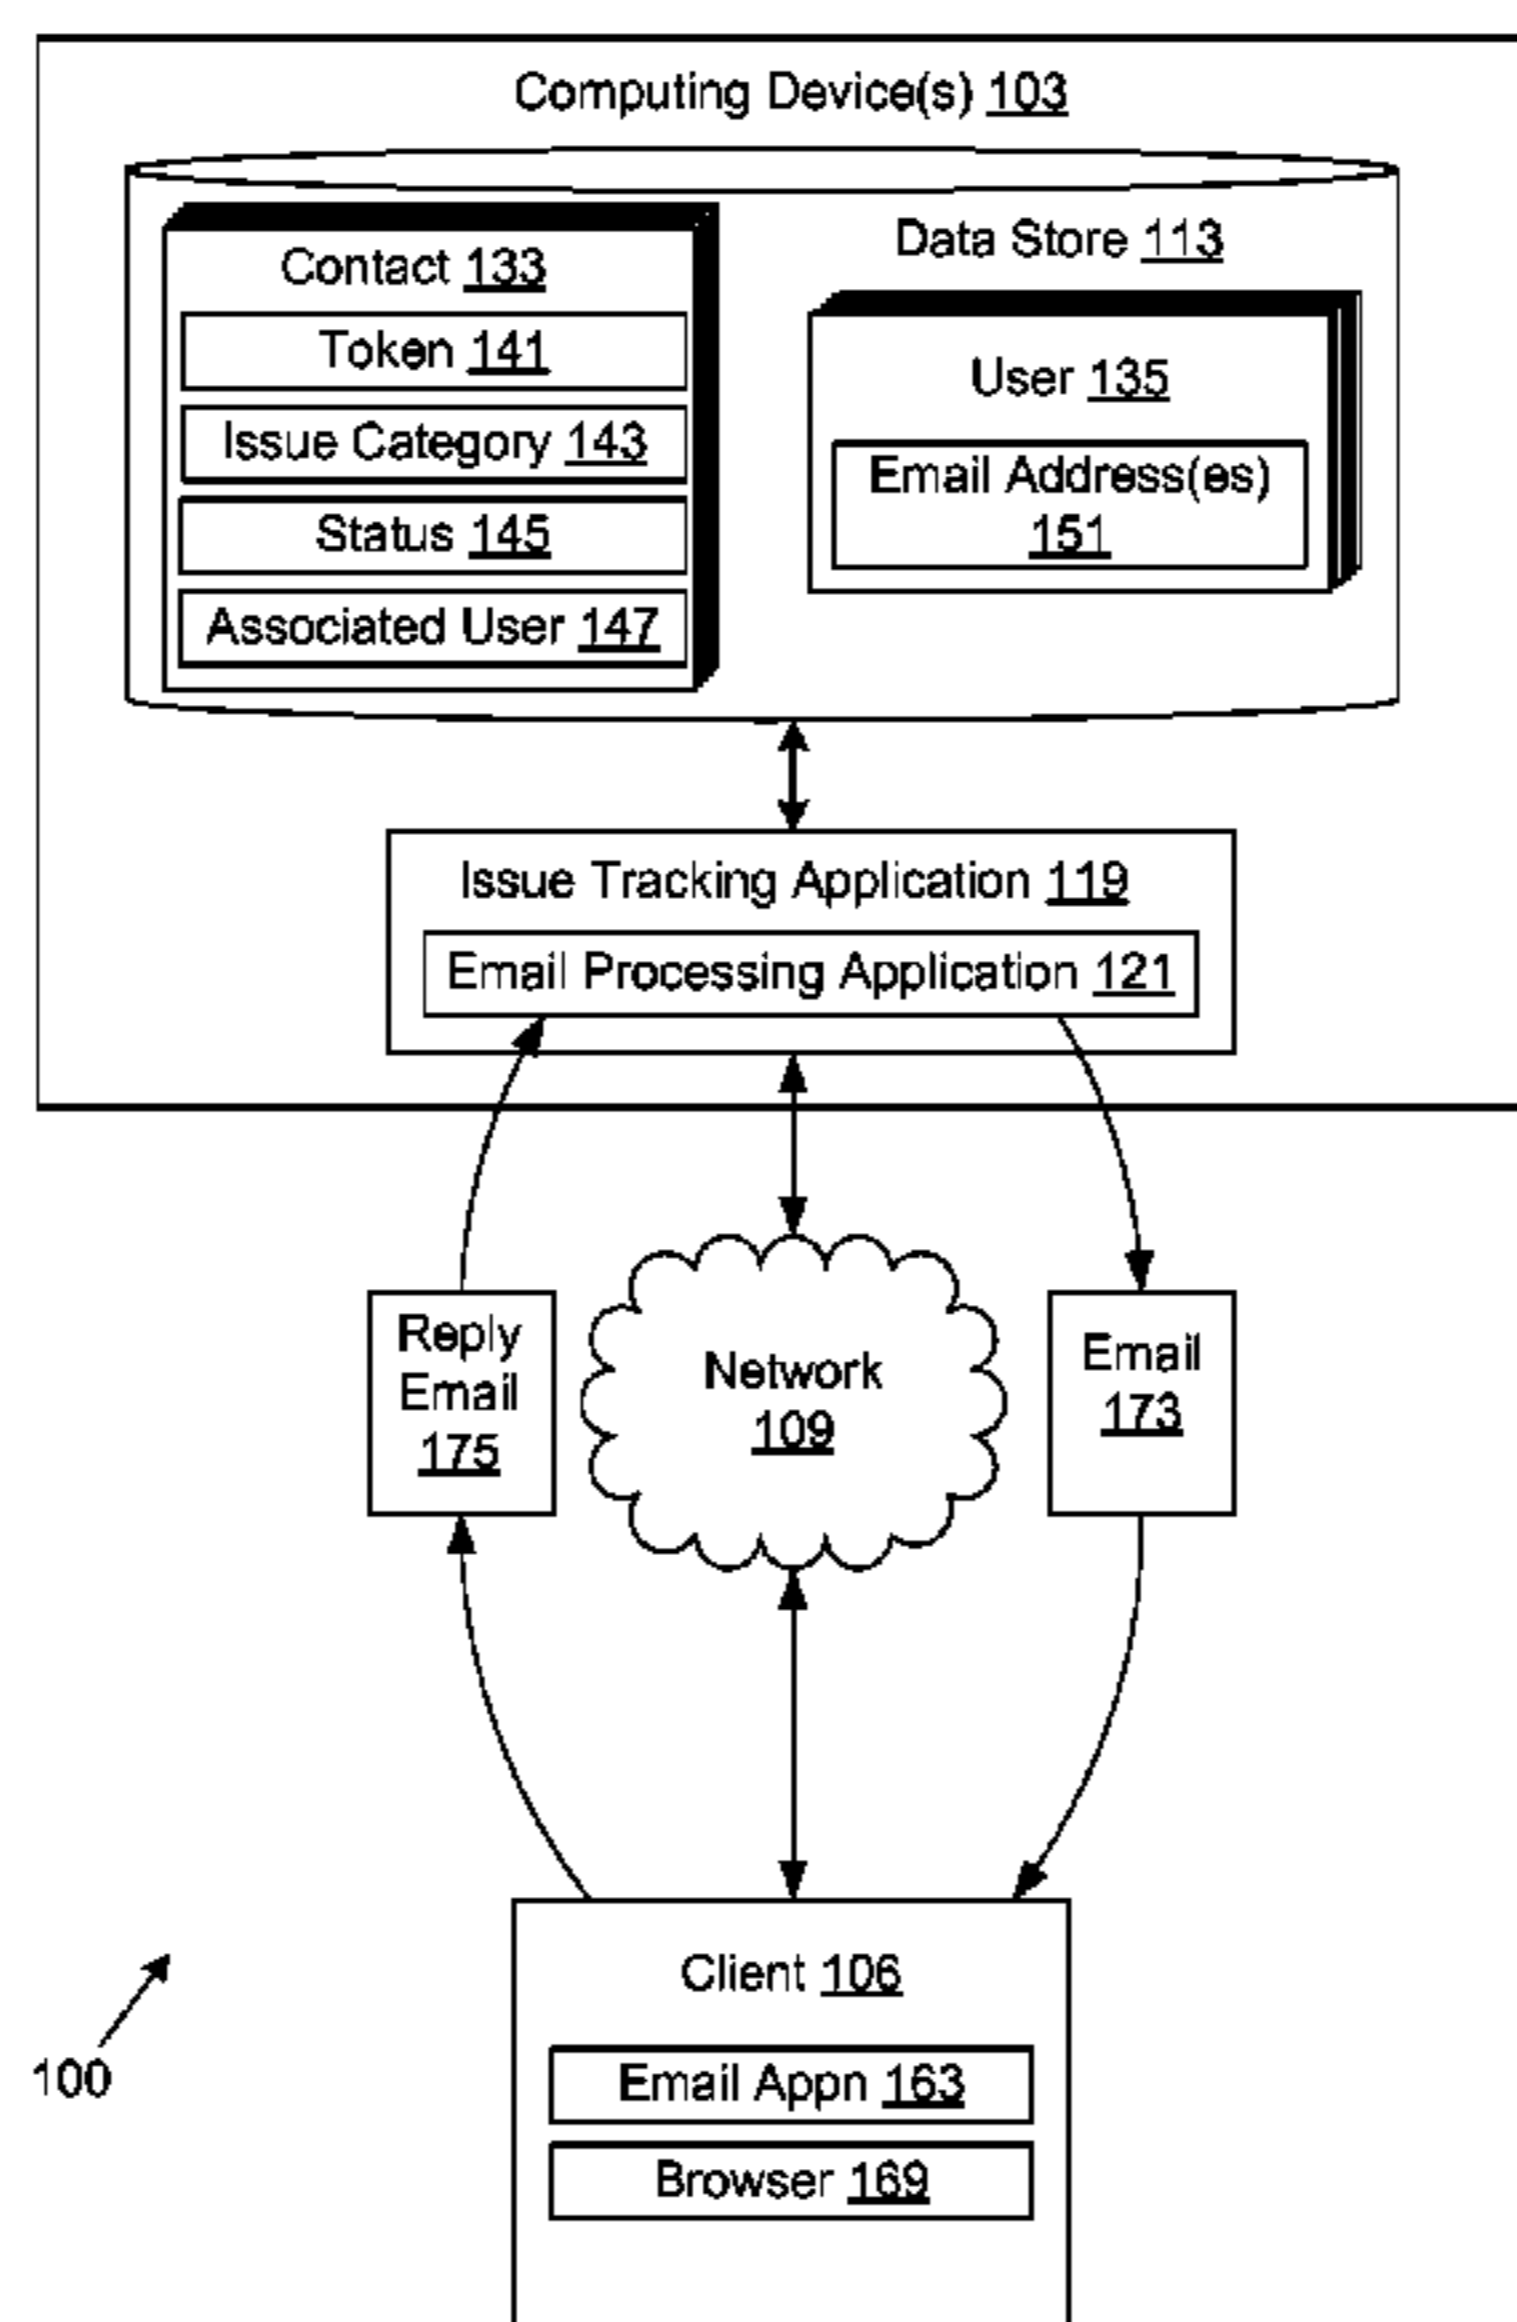 Computing Device(s) 103
Data Store 113
Contact 133
Token 141
Issue Category 143
Status 145
Associated User 147
User 135
Email Address(es)
151
Issue Tracking Application 119
Email Processing Application 121
Reply
Email
175
Network
109
Email
173
Client 106
Email Appn 163
Browser 169
100